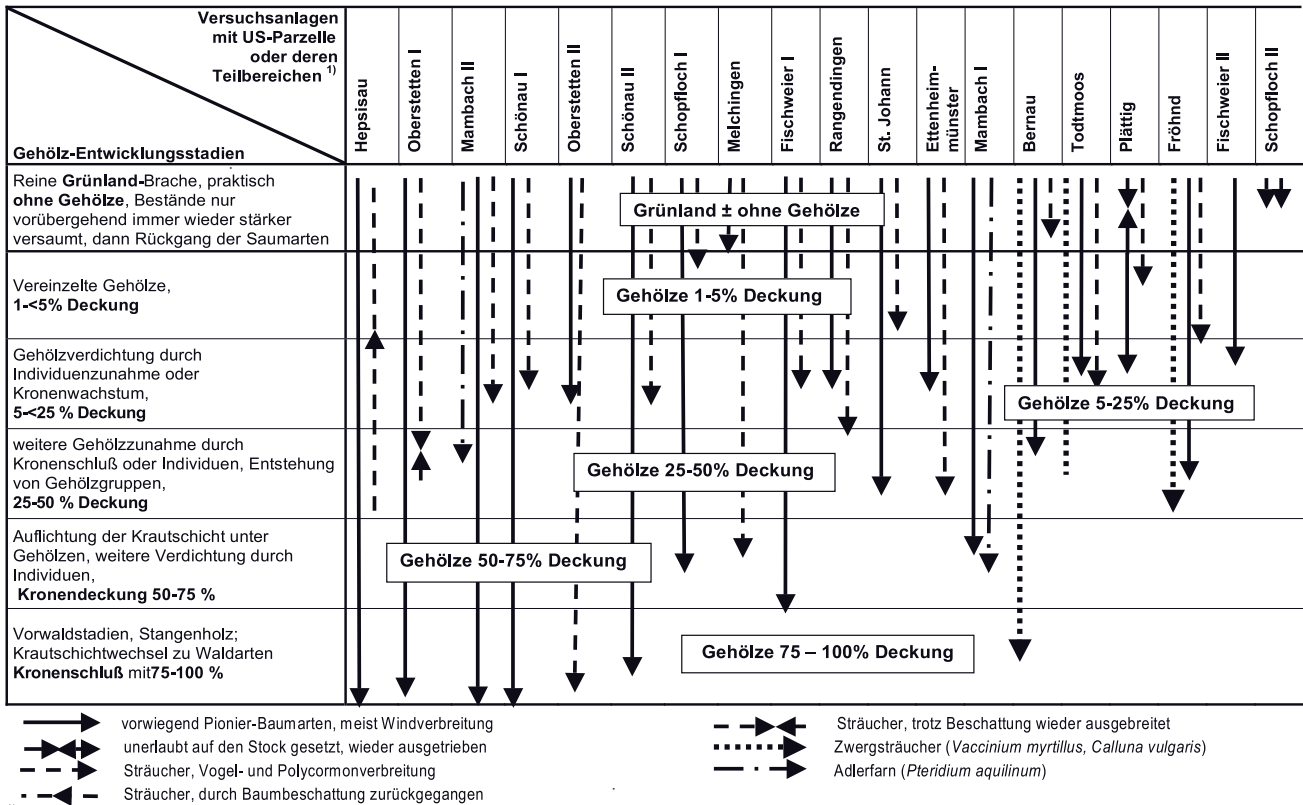 Versuchsanlagen
mit US-Parzelle
oder deren
Teilbereichen 1)
Gehölz-Entwicklungsstadien
Hepsisau
Oberstetten I
Mambach II
Schönau I
Oberstetten II
Schönau II
Schopfloch I
Melchingen
Fischweier I
Rangendingen
St. Johann
Ettenheim-
münster
Mambach I
Bernau
Todtmoos
Plättig
Fröhnd
Fischweier II
Schopfloch II
Reine Grünland-Brache, praktisch
ohne Gehölze, Bestände nur
vorübergehend immer wieder stärker
versaumt, dann Rückgang der Saumarten
Grünland ± ohne Gehölze
Vereinzelte Gehölze,
1-<5% Deckung
Gehölze 1-5% Deckung
Gehölzverdichtung durch
Individuenzunahme oder
Kronenwachstum,
5-<25 % Deckung
Gehölze 5-25% Deckung
weitere Gehölzzunahme durch
Kronenschluß oder Individuen, Entstehung
von Gehölzgruppen,
25-50 % Deckung
Gehölze 25-50% Deckung
Auflichtung der Krautschicht unter
Gehölzen, weitere Verdichtung durch
Individuen,
Kronendeckung 50-75 %
Gehölze 50-75% Deckung
Vorwaldstadien, Stangenholz;
Krautschichtwechsel zu Waldarten
Kronenschluß mit75-100 %
Gehölze 75 – 100% Deckung
vorwiegend Pionier-Baumarten, meist Windverbreitung
unerlaubt auf den Stock gesetzt, wieder ausgetrieben
Sträucher, Vogel- und Polycormonverbreitung
Sträucher, durch Baumbeschattung zurückgegangen
Sträucher, trotz Beschattung wieder ausgebreitet
Zwergsträucher (Vaccinium myrtillus, Calluna vulgaris)
Adlerfarn (Pteridium aquilinum)